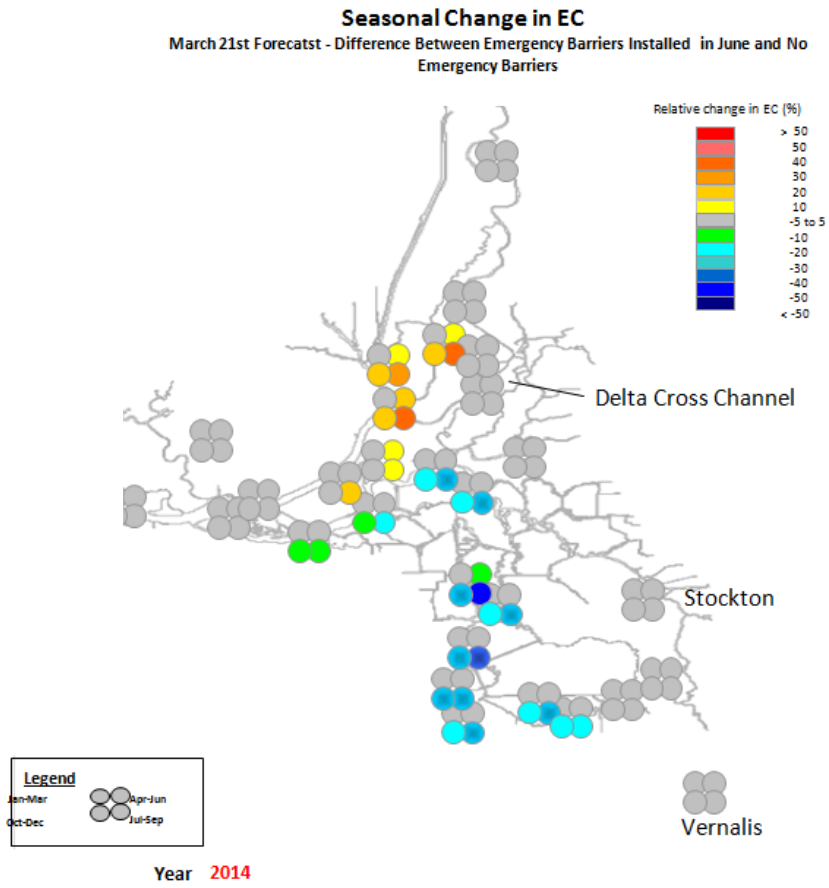 Seasonal Change in EC
March 21st Forecatst - Difference Between Emergency Barriers Installed in June and No
Emergency Barriers
Relative change in EC (%)
> 50
50
40
30
20
10
-5 to 5
-10
-20
-30
-40
-50
< -50
Delta Cross Channel
Stockton
Vernalis
Legend
Jan-Mar Apr-Jun
Oct-Dec Jul-Sep
Year 2014